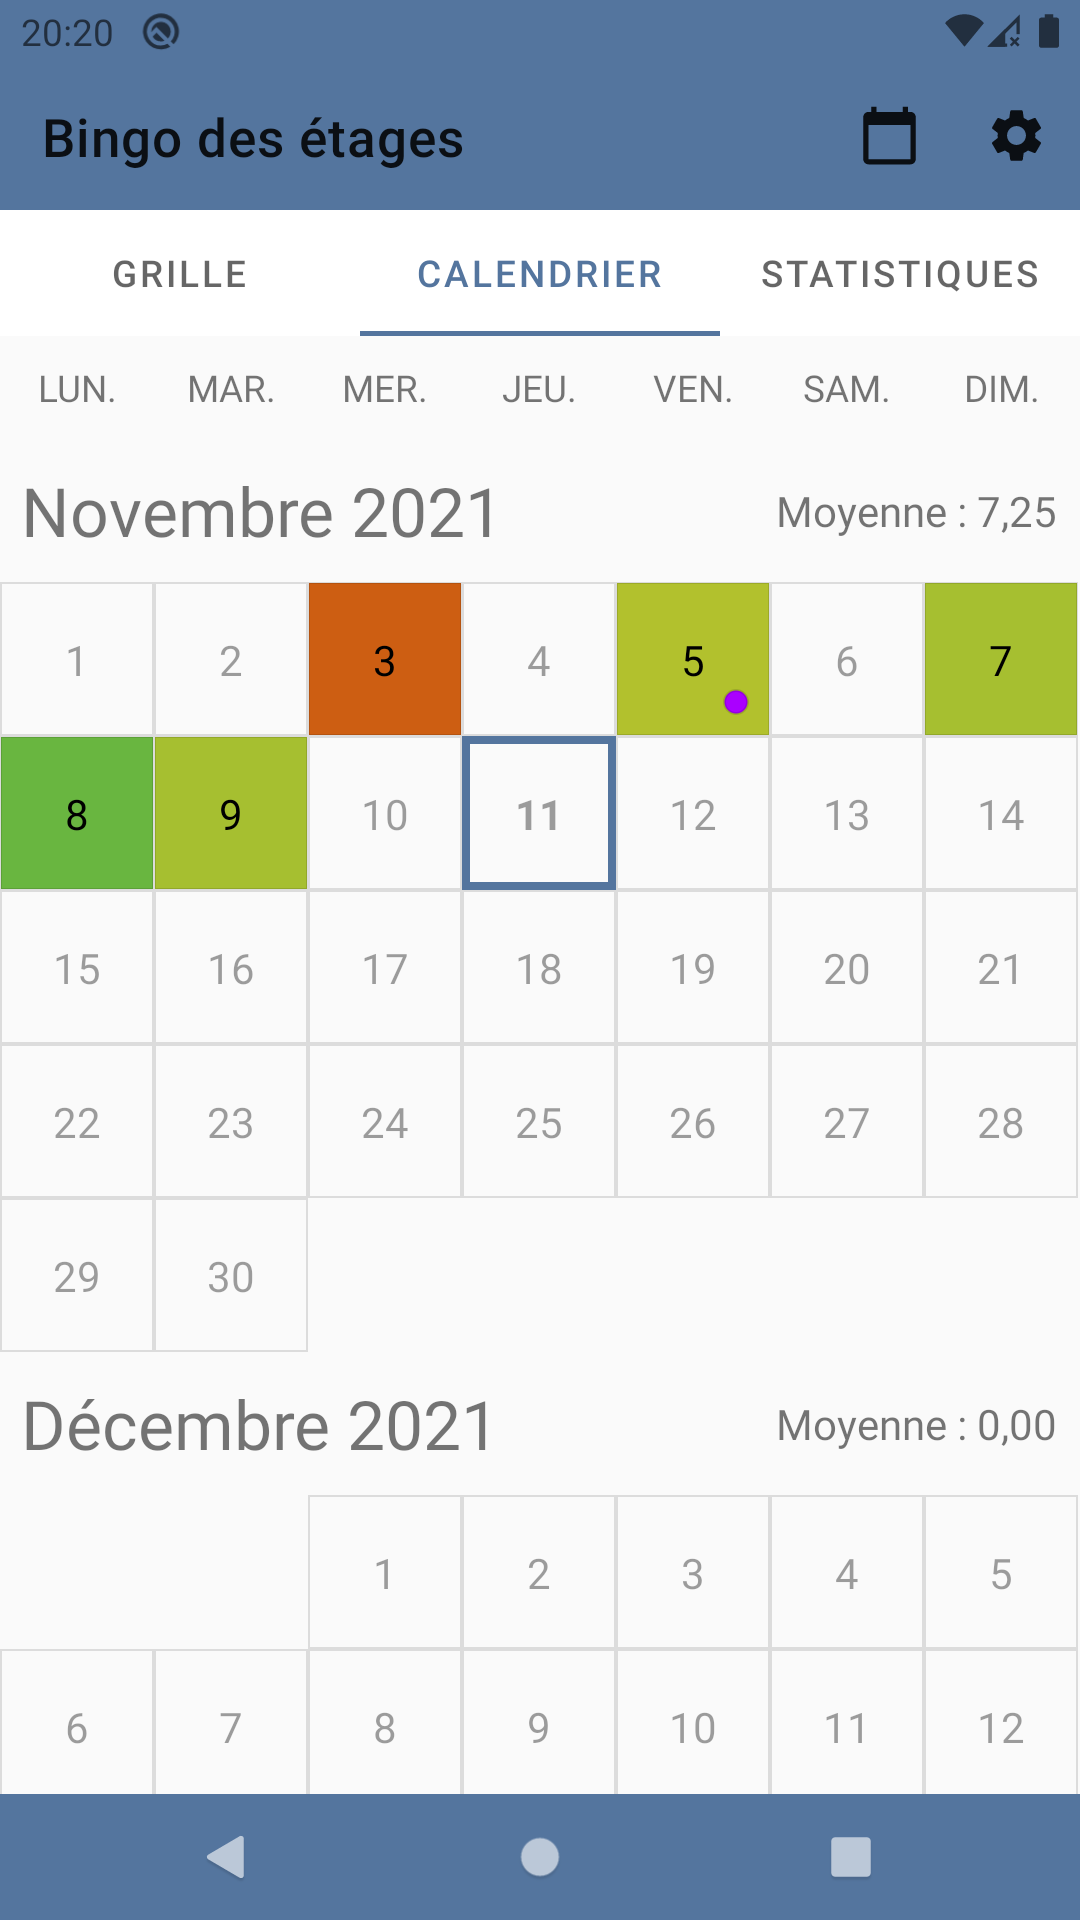 20:20
Bingo des étages
GRILLE CALENDRIER STATISTIQUES
LUN. MAR. MER. JEU. VEN. SAM. DIM.
Novembre 2021 Moyenne : 7,25
1 2 3 4 5 6 7
8 9 10 11 12 13 14
15 16 17 18 19 20 21
22 23 24 25 26 27 28
29 30
Décembre 2021 Moyenne : 0,00
1 2 3 4 5
6 7 8 9 10 11 12